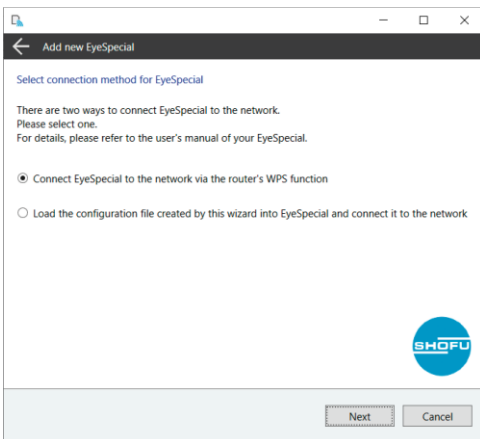 Add new EyeSpecial
Select connection method for EyeSpecial
There are two ways to connect EyeSpecial to the network.
Please select one.
For details, please refer to the user's manual of your EyeSpecial.
Connect EyeSpecial to the network via the router's WPS function
Load the configuration file created by this wizard into EyeSpecial and connect it to the network
SHOFU
Next Cancel